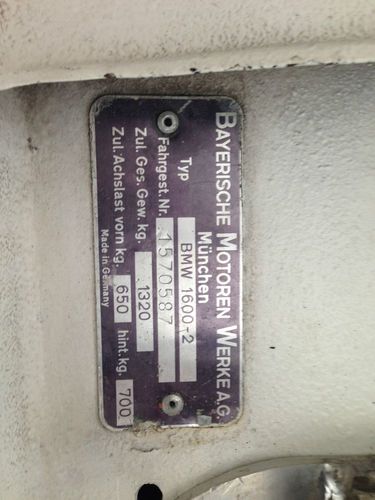 BAYERISCHE MOTOREN WERKE A.G.
München
Typ BMW 1600-2
Fahrgest. Nr. 1570587
Zul. Ges. Gew. kg. 1320
Zul. Achslast vorn kg. 650 hint. kg. 700
Made in Germany